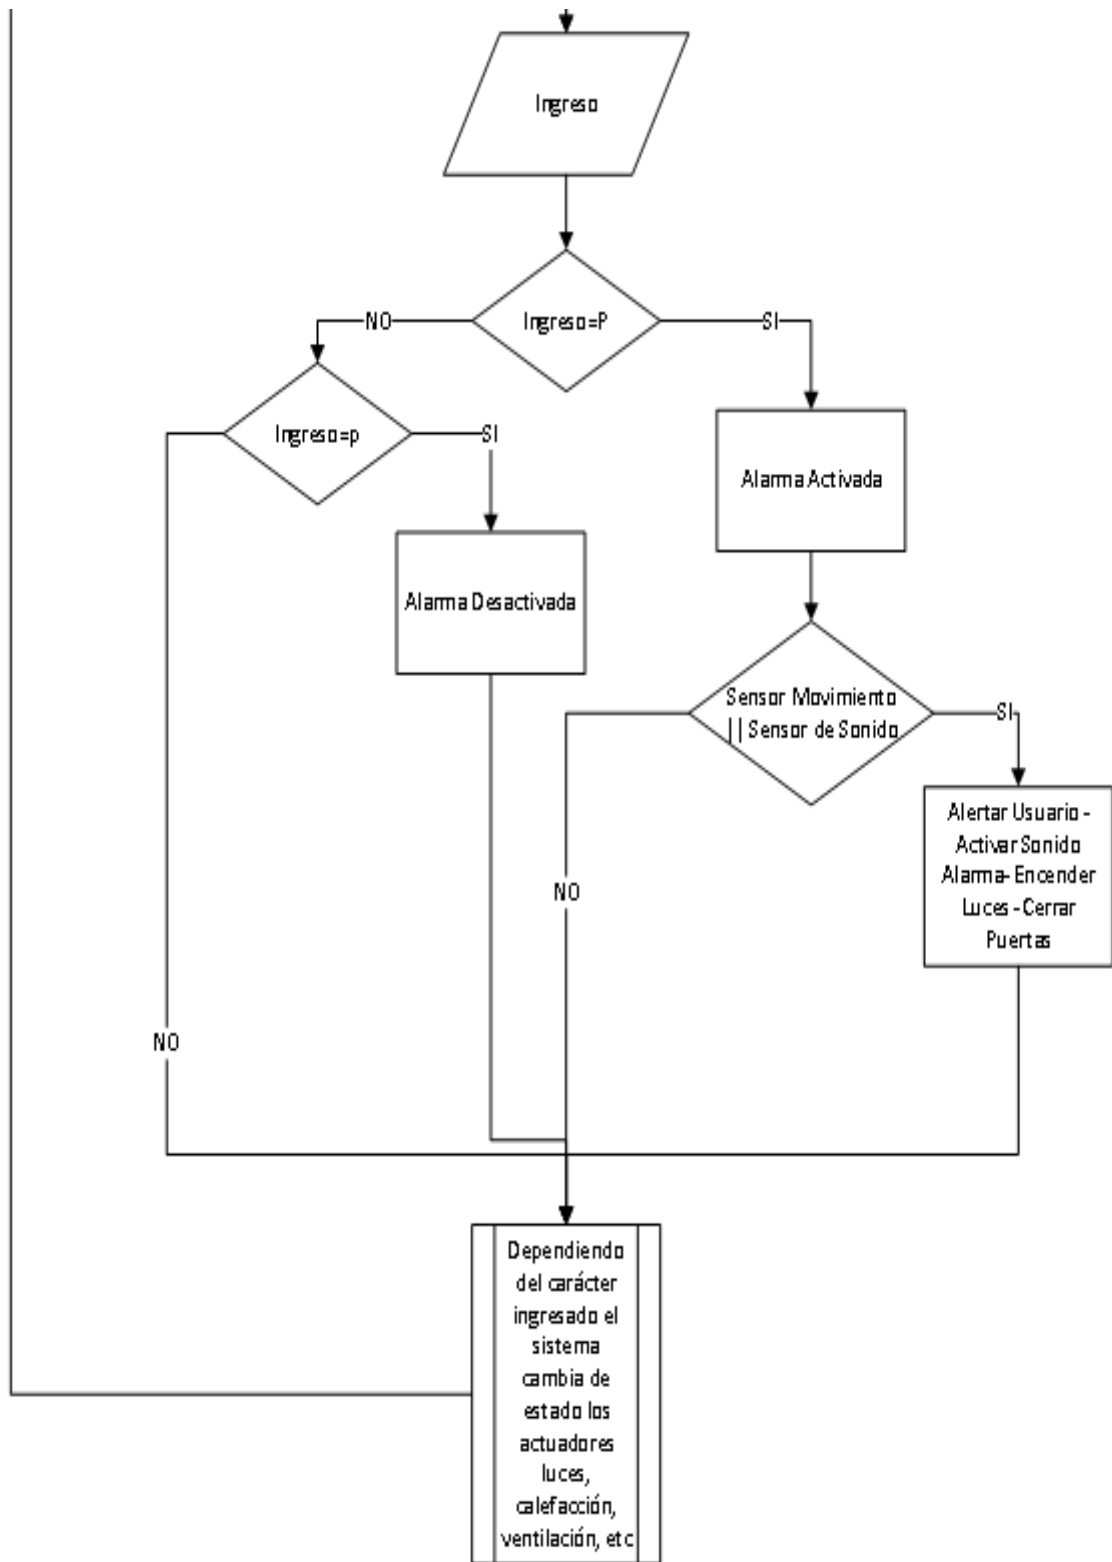 Ingreso
Ingreso=P
NO
SI
Ingreso=p
SI
Alarma Activada
Alarma Desactivada
Sensor Movimiento
|| Sensor de Sonido
SI
NO
Alertar Usuario -
Activar Sonido
Alarma- Encender
Luces - Cerrar
Puertas
NO
Dependiendo
del carácter
ingresado el
sistema
cambia de
estado los
actuadores
luces,
calefacción,
ventilación, etc